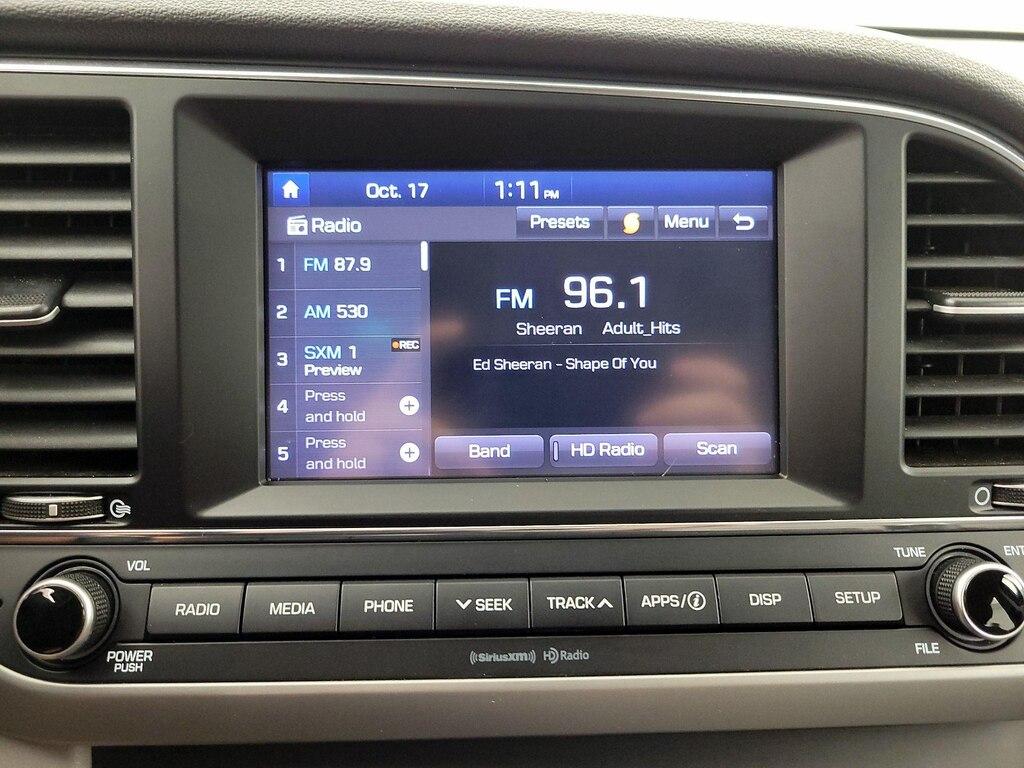 Oct. 17 1:11 PM
Radio Presets Menu
1 FM 87.9
2 AM 530
3 SXM 1 REC
Preview
4 Press
and hold
5 Press
and hold
FM 96.1
Sheeran Adult_Hits
Ed Sheeran - Shape Of You
Band HD Radio Scan
VOL TUNE ENT
RADIO MEDIA PHONE SEEK TRACK APPS/i DISP SETUP
POWER
PUSH
((SiriusXM)) HD Radio
FILE